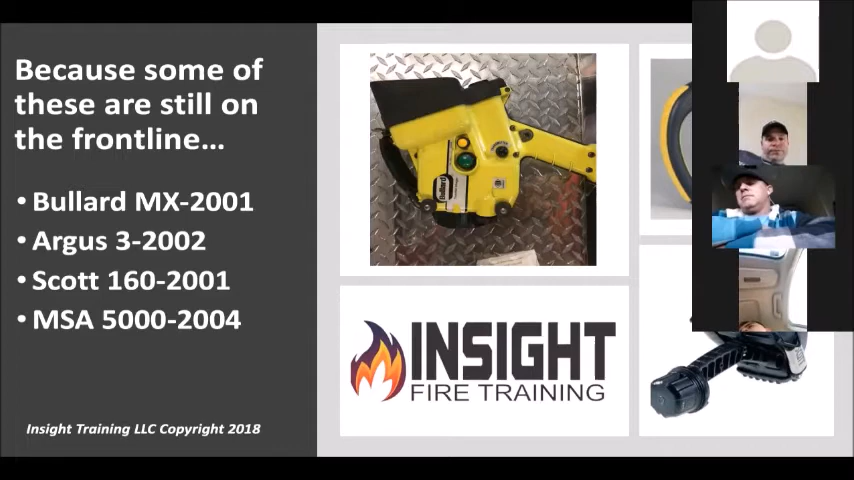 Because some of
these are still on
the frontline...
• Bullard MX-2001
• Argus 3-2002
• Scott 160-2001
• MSA 5000-2004
Insight Training LLC Copyright 2018
INSIGHT
FIRE TRAINING